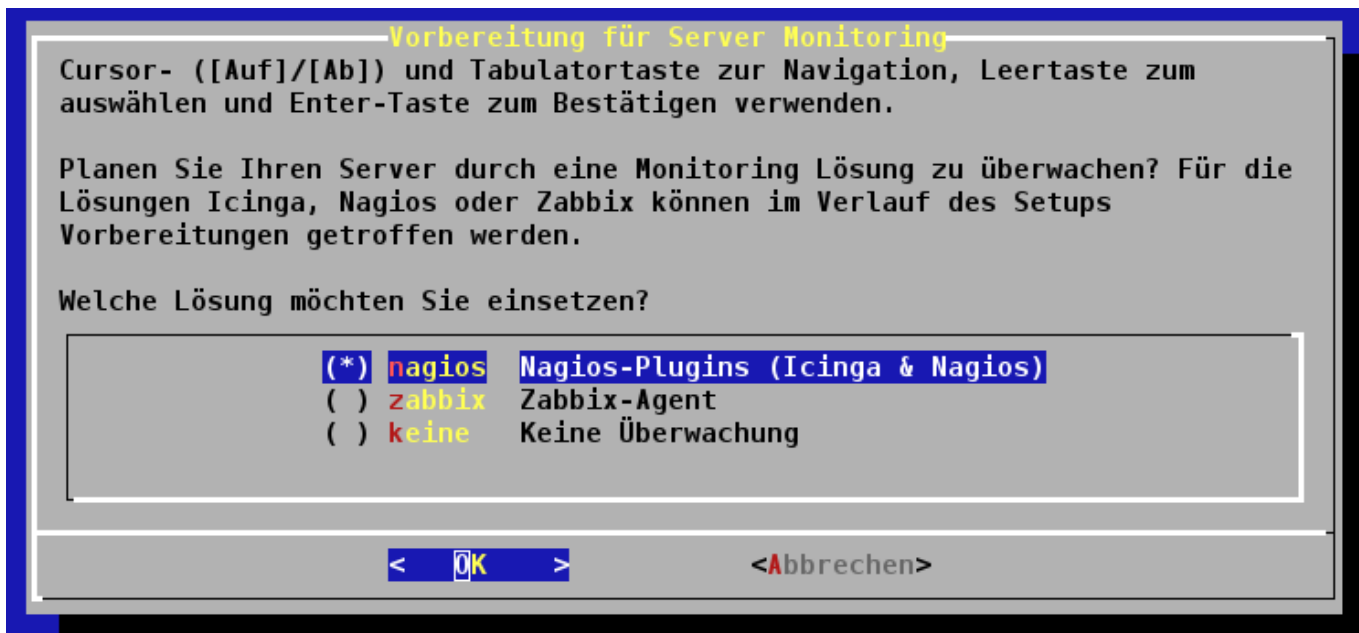 Vorbereitung für Server Monitoring
Cursor- ([Auf]/[Ab]) und Tabulatortaste zur Navigation, Leertaste zum
auswählen und Enter-Taste zum Bestätigen verwenden.
Planen Sie Ihren Server durch eine Monitoring Lösung zu überwachen? Für die
Lösungen Icinga, Nagios oder Zabbix können im Verlauf des Setups
Vorbereitungen getroffen werden.
Welche Lösung möchten Sie einsetzen?
(*) nagios Nagios-Plugins (Icinga & Nagios)
( ) zabbix Zabbix-Agent
( ) keine Keine Überwachung
< OK > <Abbrechen>